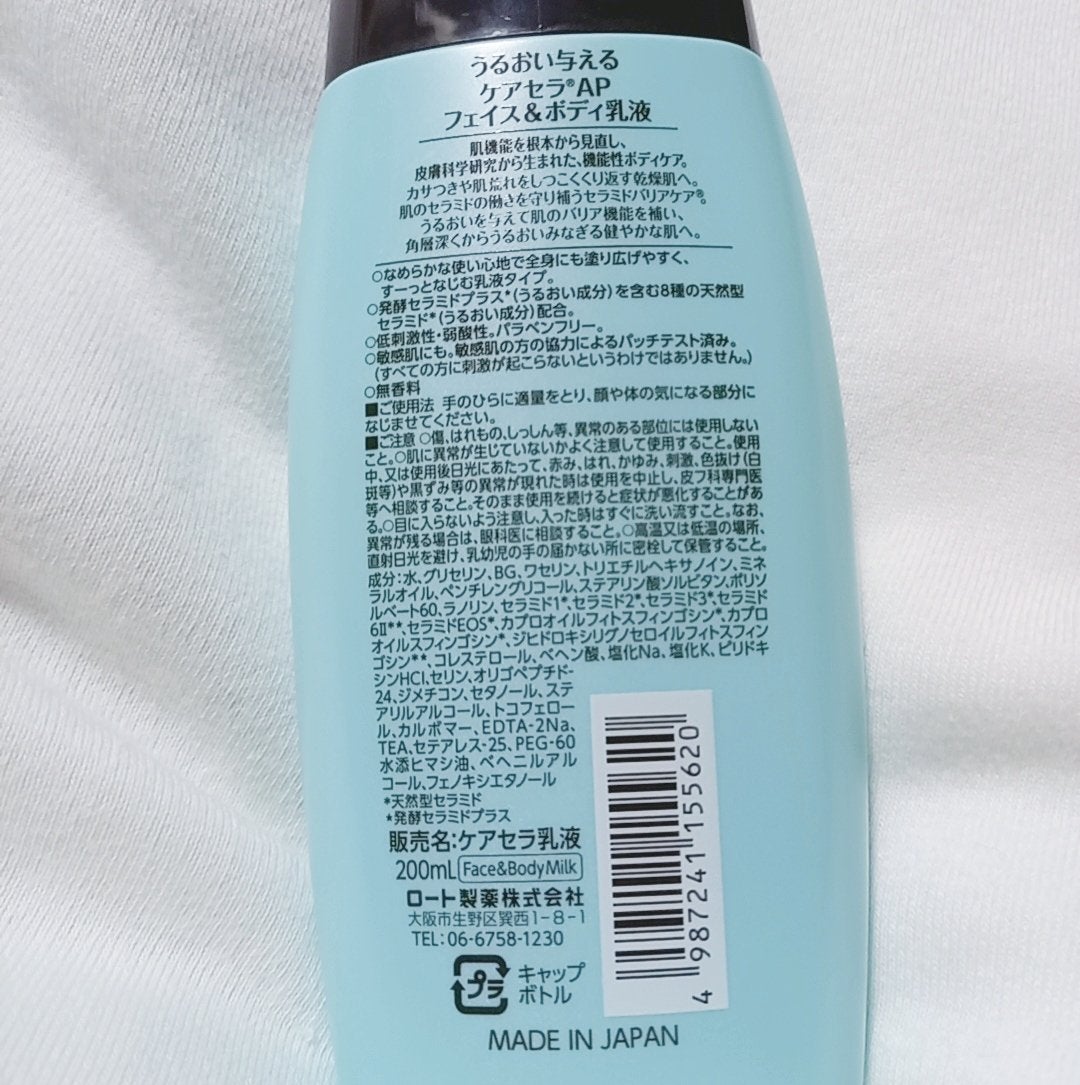 うるおい与える
ケアセラ®AP
フェイス&ボディ乳液
肌機能を根本から見直し、
皮膚科学研究から生まれた、機能性ボディケア。
カサつきや肌荒れをしつこくくり返す乾燥肌へ。
肌のセラミドの働きを守り補うセラミドバリアケア®。
うるおいを与えて肌のバリア機能を補い、
角層深くからうるおいみなぎる健やかな肌へ。
○なめらかな使い心地で全身にも塗り広げやすく、
すーっとなじむ乳液タイプ。
○発酵セラミドプラス*(うるおい成分)を含む8種の天然型
セラミド*(うるおい成分)配合。
○低刺激性・弱酸性。パラベンフリー。
○敏感肌にも。敏感肌の方の協力によるパッチテスト済み。
(すべての方に刺激が起こらないというわけではありません。)
○無香料
■ご使用法 手のひらに適量をとり、顔や体の気になる部分に
なじませてください。
■ご注意 ○傷、はれもの、しっしん等、異常のある部位には使用しない
こと。○肌に異常が生じていないかよく注意して使用すること。使用
中、又は使用後日光にあたって、赤み、はれ、かゆみ、刺激、色抜け(白
斑等)や黒ずみ等の異常が現れた時は使用を中止し、皮フ科専門医
等へ相談すること。そのまま使用を続けると症状が悪化することがあ
る。○目に入らないよう注意し、入った時はすぐに洗い流すこと。なお、
異常が残る場合は、眼科医に相談すること。○高温又は低温の場所、
直射日光を避け、乳幼児の手の届かない所に密栓して保管すること。
成分:水、グリセリン、BG、ワセリン、トリエチルヘキサノイン、ミネ
ラルオイル、ペンチレングリコール、ステアリン酸ソルビタン、ポリソ
ルベート60、ラノリン、セラミド1*、セラミド2*、セラミド3*、セラミド
6II**、セラミドEOS*、カプロオイルフィトスフィンゴシン*、カプロ
オイルスフィンゴシン*、ジヒドロキシリグノセロイルフィトスフィン
ゴシン**、コレステロール、ベヘン酸、塩化Na、塩化K、ピリドキ
シンHCl、セリン、オリゴペプチド-
24、ジメチコン、セタノール、ステ
アリルアルコール、トコフェロー
ル、カルボマー、EDTA-2Na、
TEA、セテアレス-25、PEG-60
水添ヒマシ油、ベヘニルアル
コール、フェノキシエタノール
*天然型セラミド
★発酵セラミドプラス
販売名:ケアセラ乳液
200mL Face&BodyMilk
ロート製薬株式会社
大阪市生野区巽西1-8-1
TEL:06-6758-1230
プラ キャップ
ボトル
4 987241 155620
MADE IN JAPAN